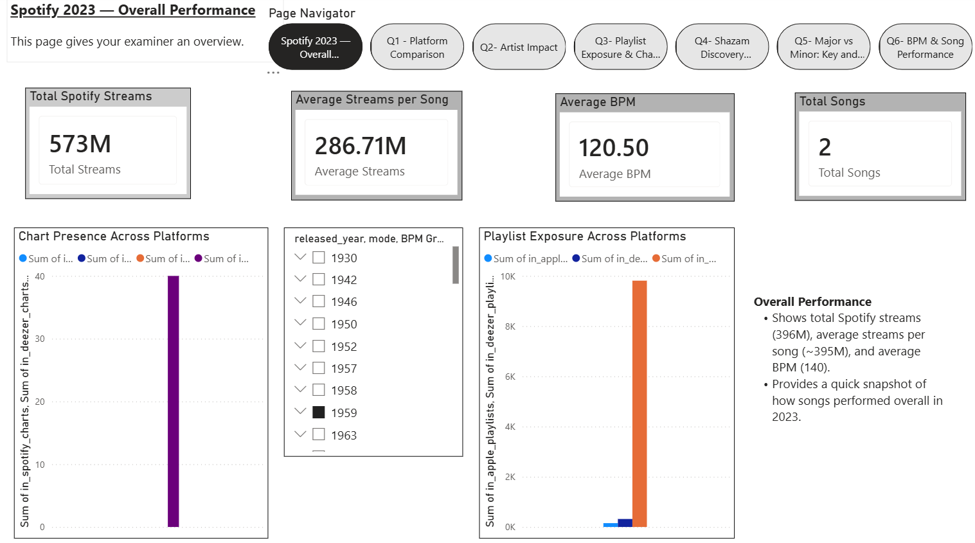 Spotify 2023 — Overall Performance
This page gives your examiner an overview.
Page Navigator
Spotify 2023 —
Overall...
Q1 - Platform
Comparison
Q2- Artist Impact
Q3- Playlist
Exposure & Cha...
Q4- Shazam
Discovery...
Q5- Major vs
Minor: Key and...
Q6- BPM & Song
Performance
...
Total Spotify Streams
573M
Total Streams
Average Streams per Song
286.71M
Average Streams
Average BPM
120.50
Average BPM
Total Songs
2
Total Songs
Chart Presence Across Platforms
Sum of i... Sum of i... Sum of i... Sum of i...
Sum of in_spotify_charts, Sum of in_deezer_charts...
40
30
20
10
0
released_year, mode, BPM Gr...
1930
1942
1946
1950
1952
1957
1958
1959
1963
Playlist Exposure Across Platforms
Sum of in_appl... Sum of in_de... Sum of in_...
Sum of in_apple_playlists, Sum of in_deezer_playli...
10K
8K
6K
4K
2K
0K
Overall Performance
• Shows total Spotify streams
(396M), average streams per
song (~395M), and average
BPM (140).
• Provides a quick snapshot of
how songs performed overall in
2023.